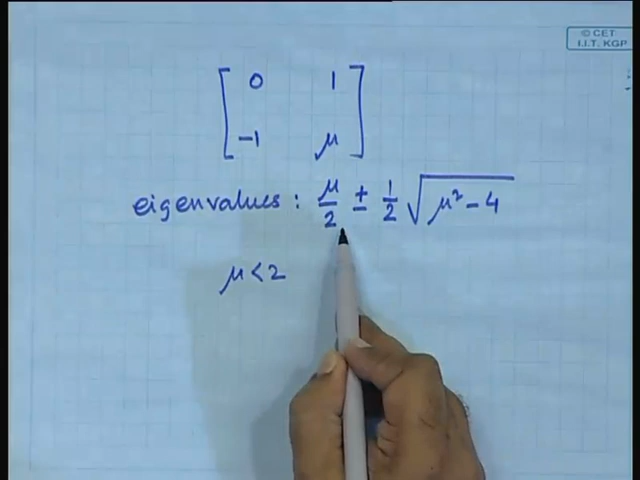 © CET
I.I.T. KGP
0 1
-1 μ
eigenvalues : μ/2 ± 1/2 √(μ² - 4)
μ < 2